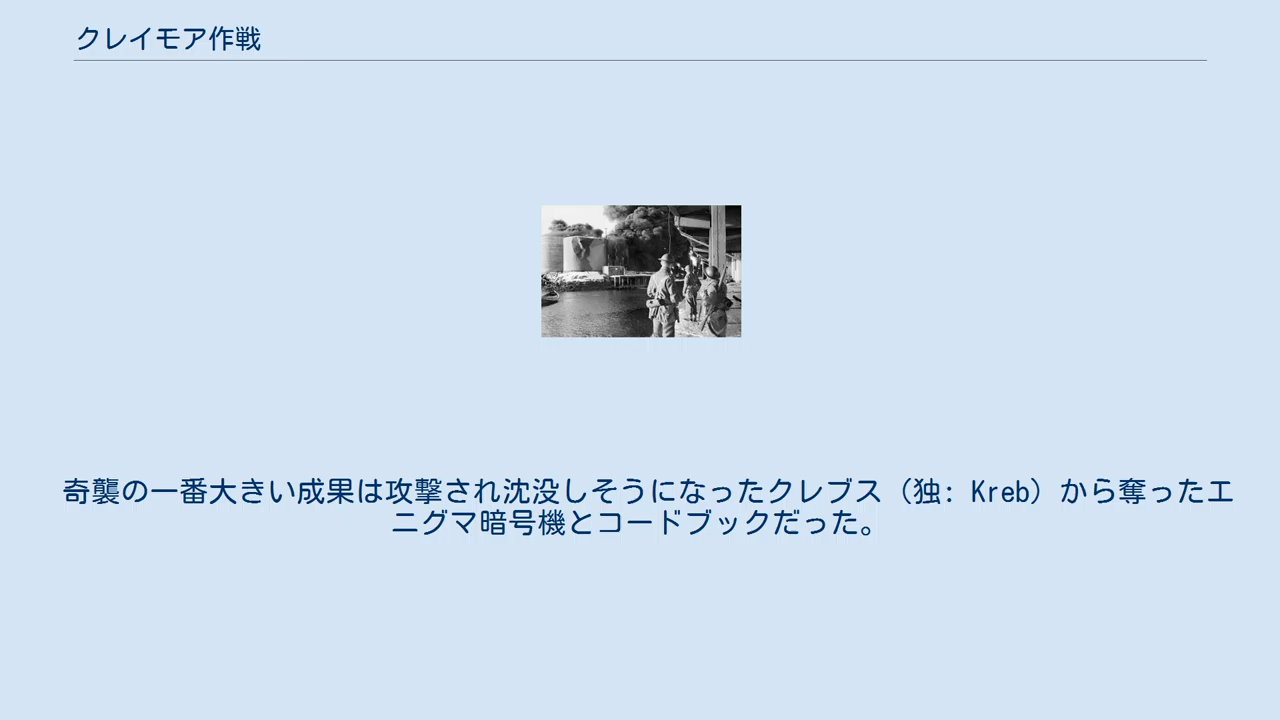 クレイモア作戦
奇襲の一番大きい成果は攻撃され沈没しそうになったクレブス（独: Kreb）から奪ったエ
ニグマ暗号機とコードブックだった。